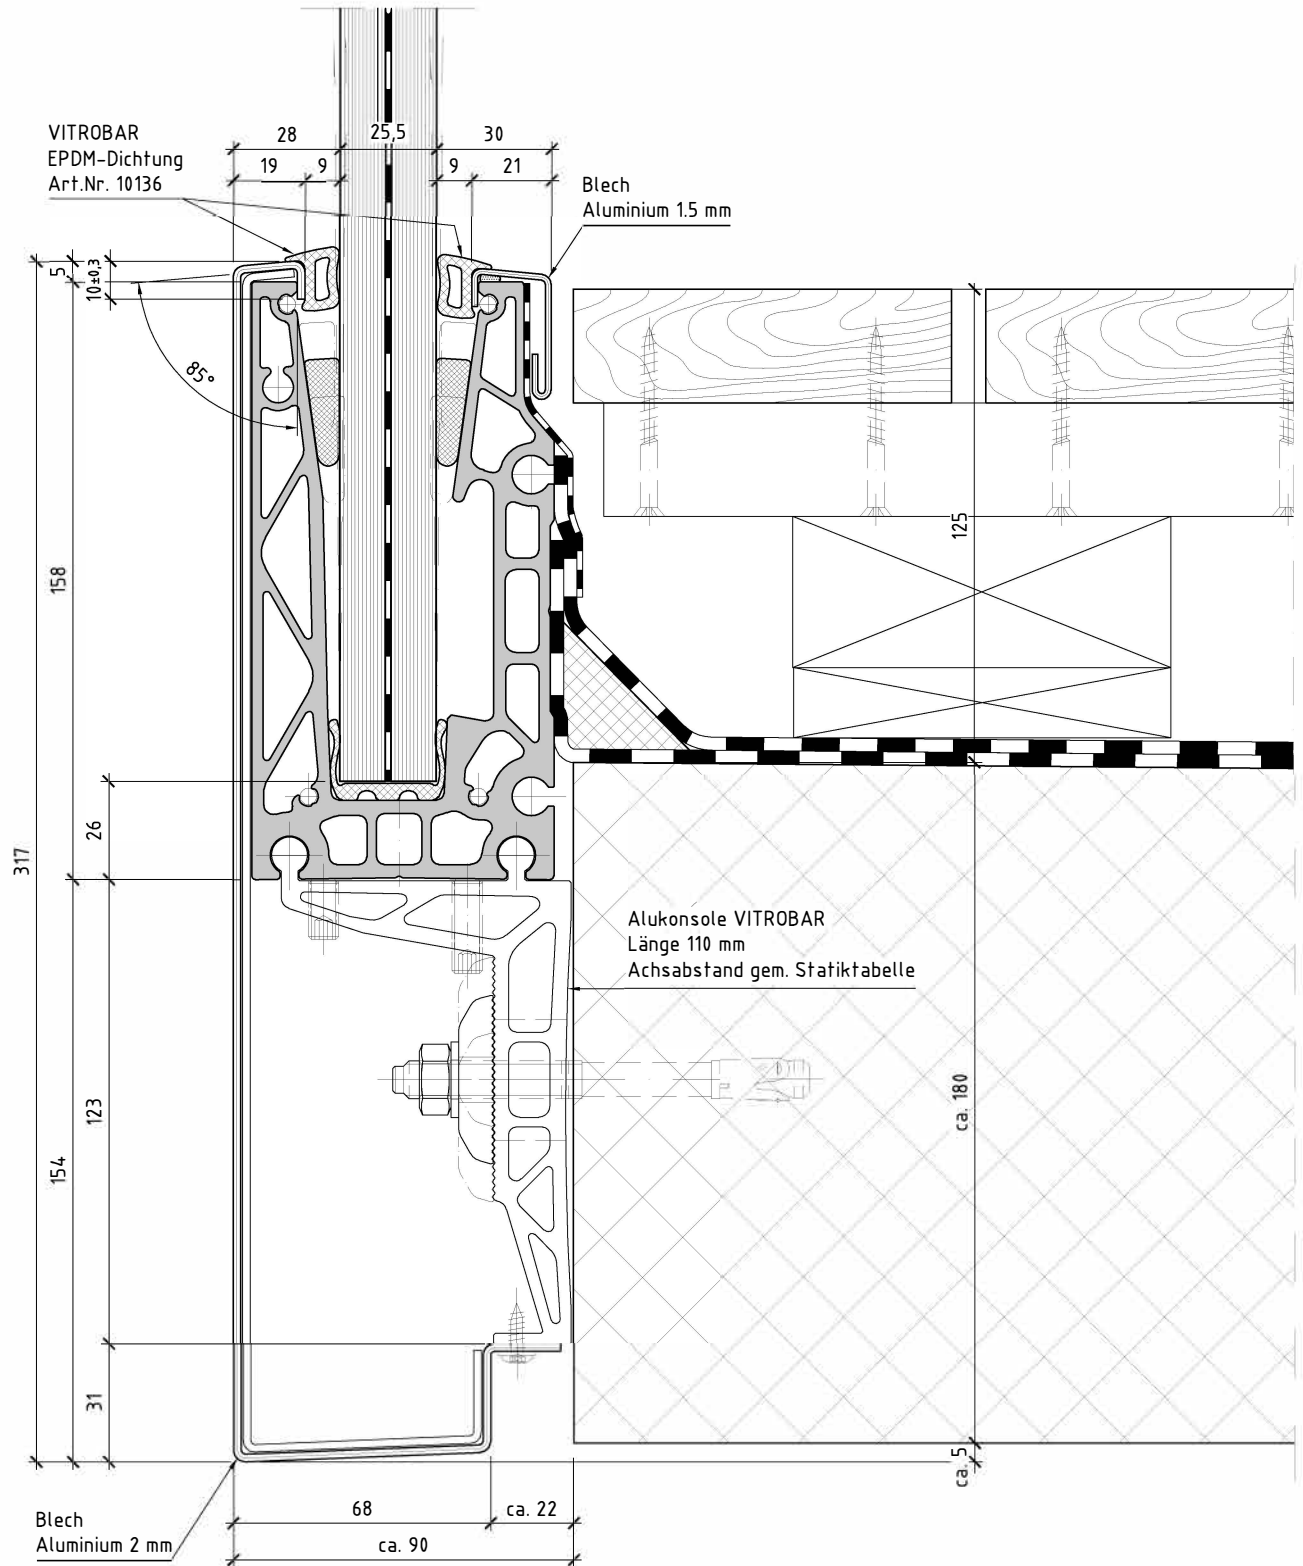 VITROBAR
EPDM-Dichtung
Art.Nr. 10136
28
25,5
30
19
9
9
21
Blech
Aluminium 1.5 mm
5
10±0,3
85°
158
125
26
317
Alukonsole VITROBAR
Länge 110 mm
Achsabstand gem. Statiktabelle
ca. 180
123
154
31
ca. 5
68
ca. 22
ca. 90
Blech
Aluminium 2 mm